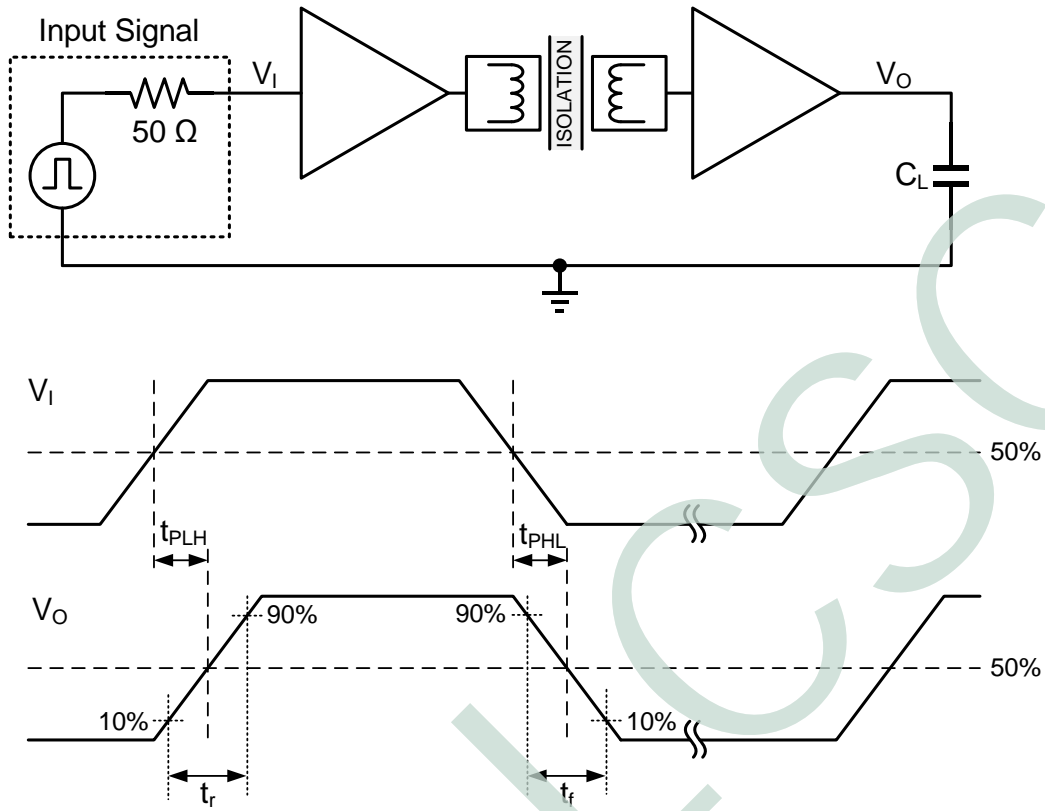 Input Signal
V_I
50 Ω
ISOLATION
V_O
C_L
V_I
50%
t_PLH
t_PHL
V_O
90%
90%
50%
10%
10%
t_r
t_f
LCSC